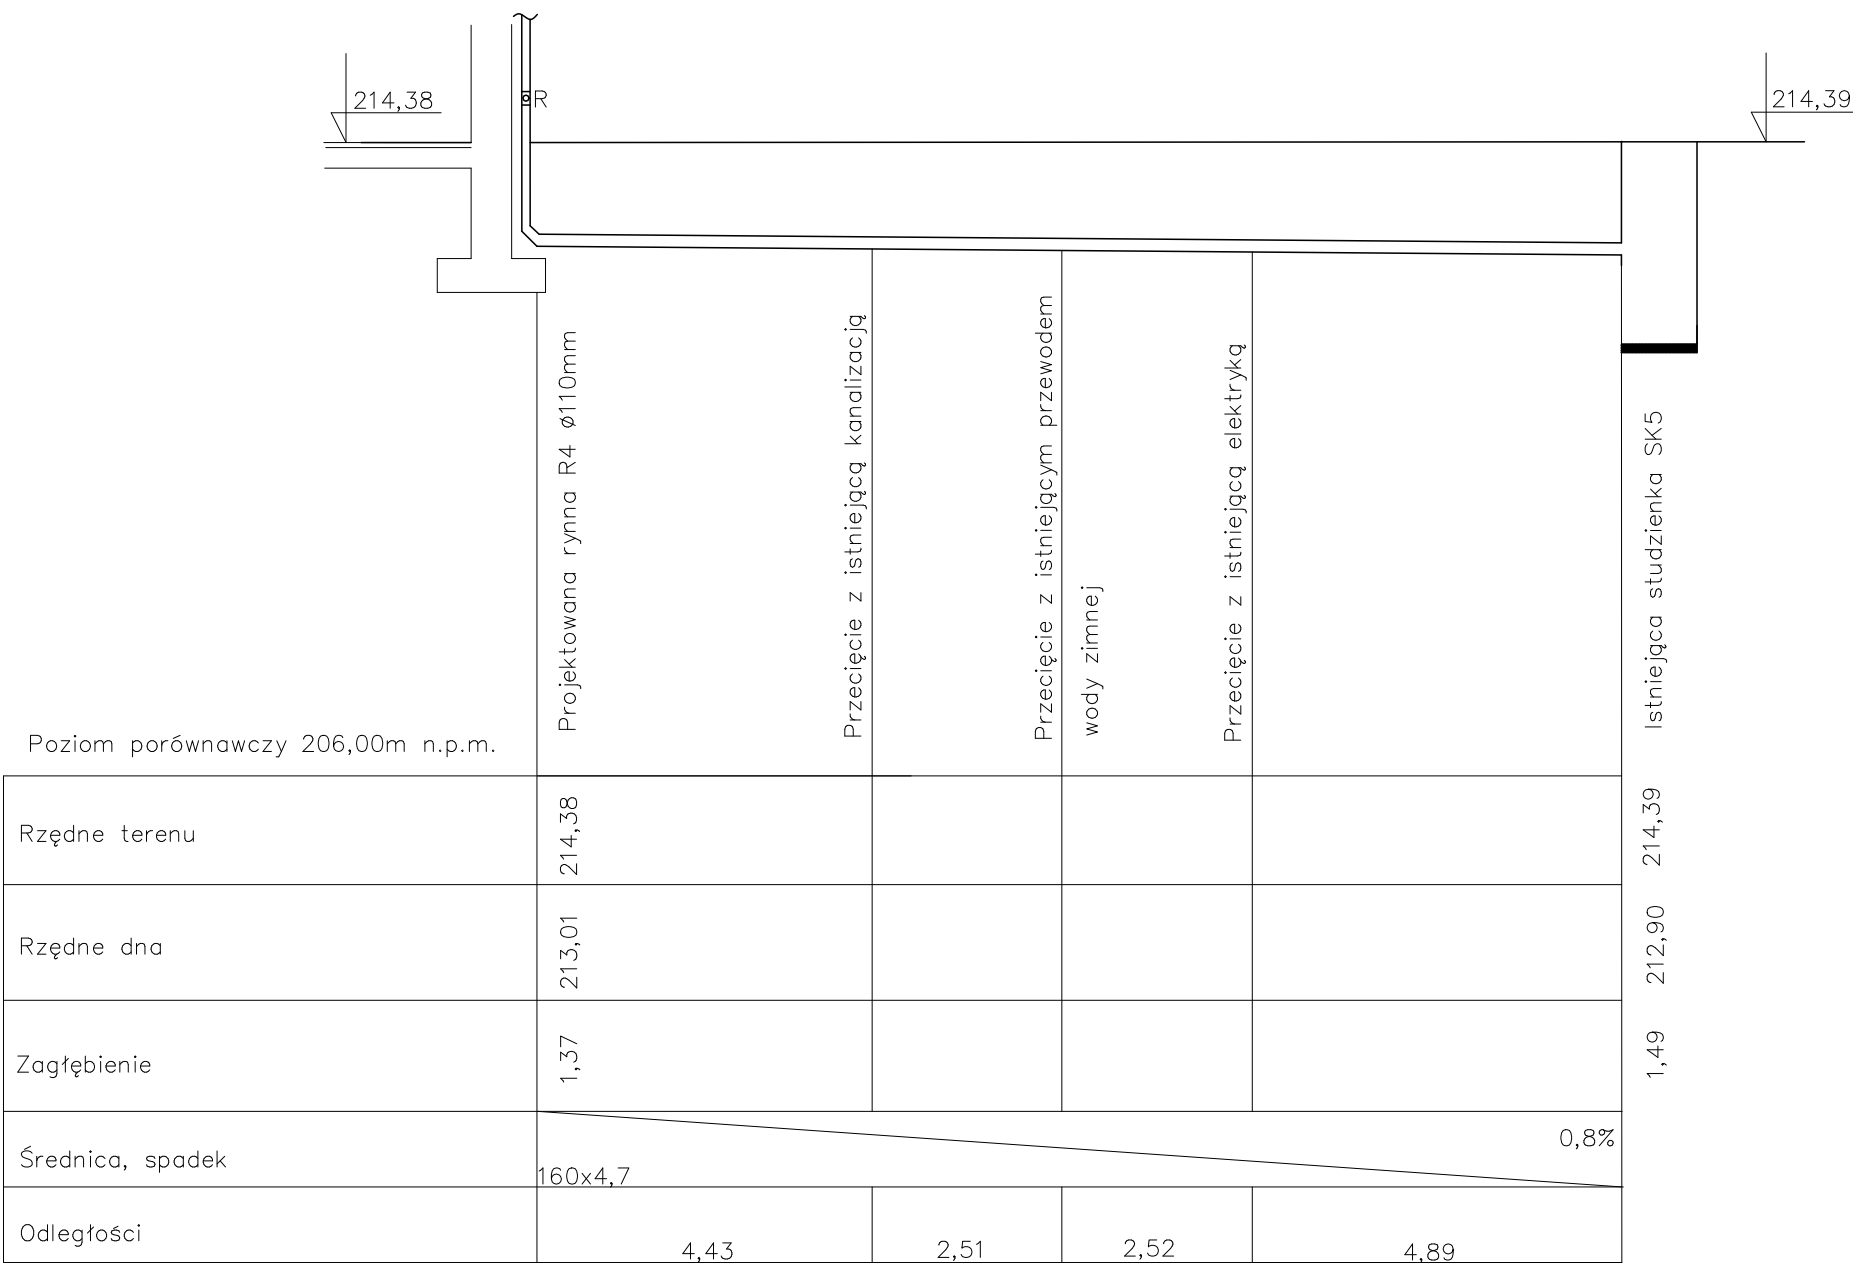 214,38
R
214,39
Projektowana rynna R4 ø110mm
Przecięcie z istniejącą kanalizacją
Przecięcie z istniejącym przewodem
wody zimnej
Przecięcie z istniejącą elektryką
Istniejąca studzienka SK5
Poziom porównawczy 206,00m n.p.m.
Rzędne terenu
214,38
214,39
Rzędne dna
213,01
212,90
Zagłębienie
1,37
1,49
Średnica, spadek
160x4,7
0,8%
Odległości
4,43
2,51
2,52
4,89